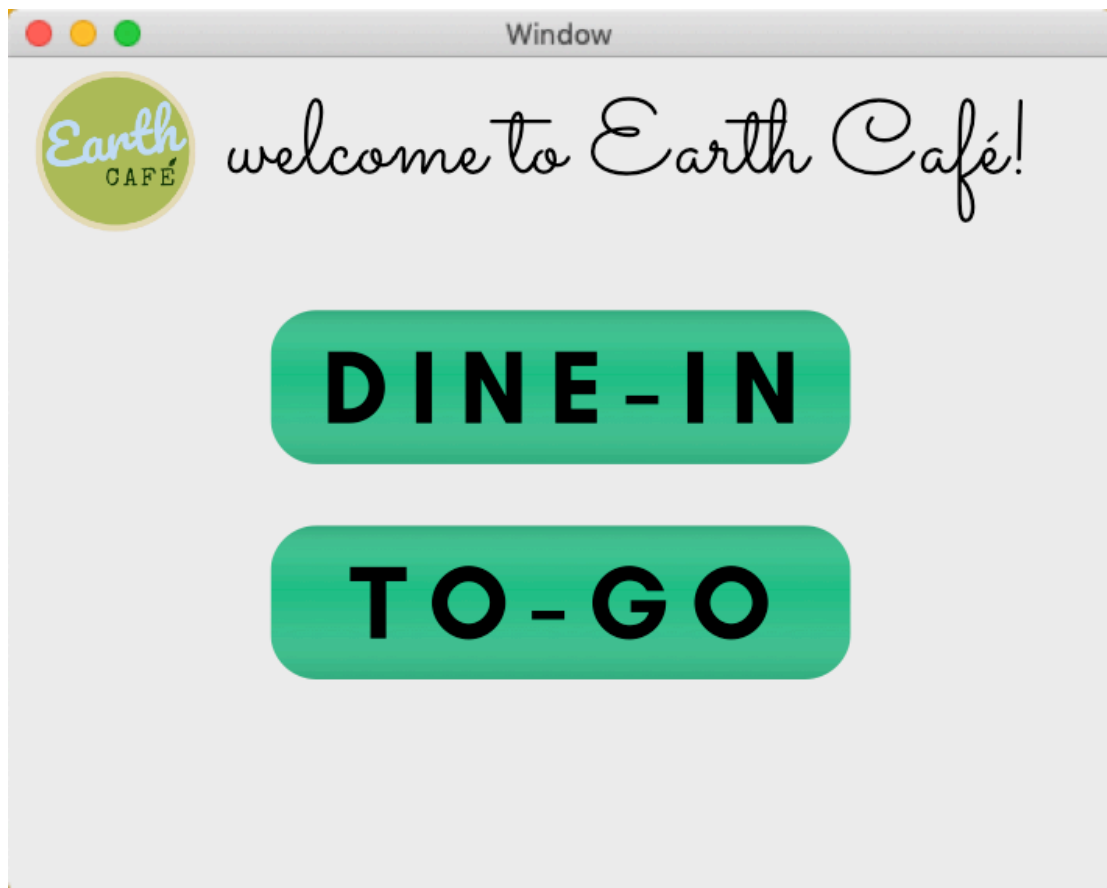 Window
Earth
CAFÉ
welcome to Earth Café!
DINE-IN
TO-GO